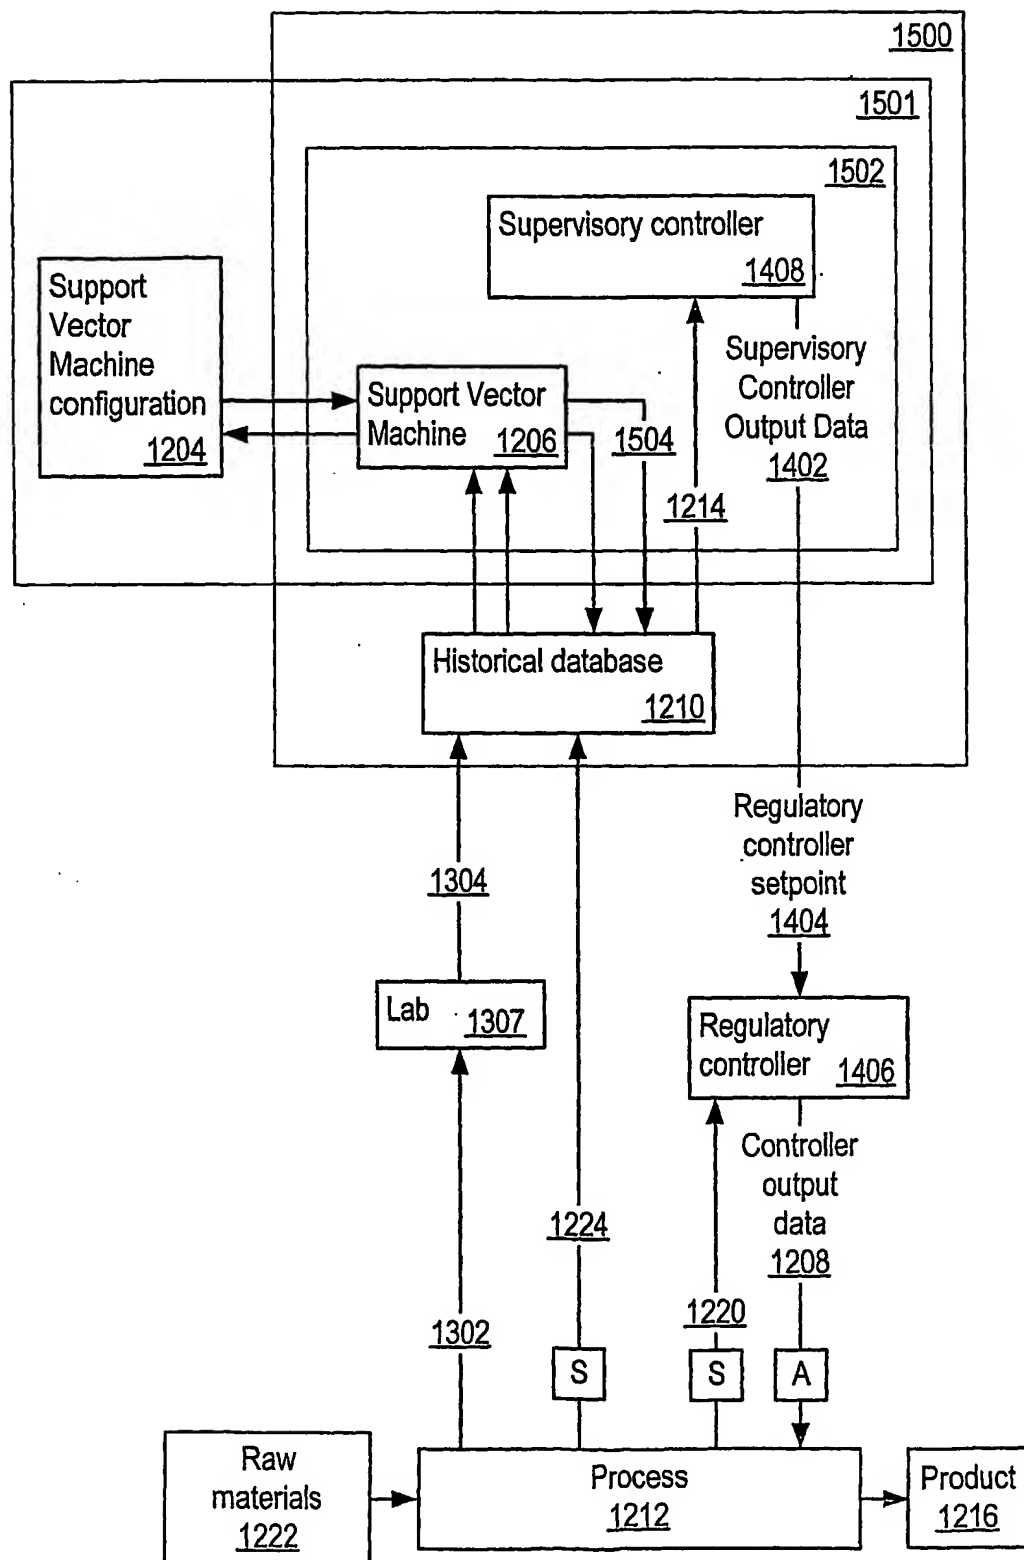 1500
1501
1502
Supervisory controller
1408
Support
Vector
Machine
configuration
1204
Support Vector
Machine
1206
1504
1214
Supervisory
Controller
Output Data
1402
Historical database
1210
Regulatory
controller
setpoint
1404
1304
Lab
1307
Regulatory
controller
1406
Controller
output
data
1208
1224
1220
1302
S
S
A
Raw
materials
1222
Process
1212
Product
1216